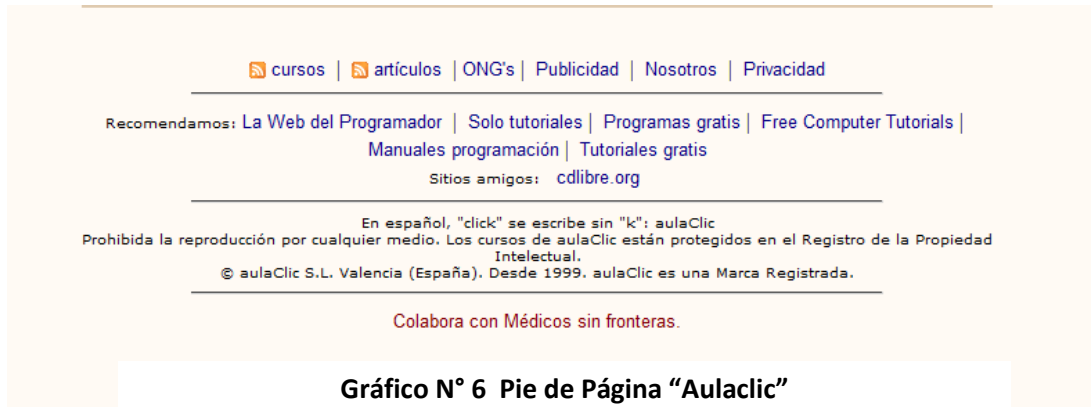 cursos | artículos | ONG's | Publicidad | Nosotros | Privacidad
Recomendamos: La Web del Programador | Solo tutoriales | Programas gratis | Free Computer Tutorials |
Manuales programación | Tutoriales gratis
Sitios amigos: cdlibre.org
En español, "click" se escribe sin "k": aulaClic
Prohibida la reproducción por cualquier medio. Los cursos de aulaClic están protegidos en el Registro de la Propiedad
Intelectual.
© aulaClic S.L. Valencia (España). Desde 1999. aulaClic es una Marca Registrada.
Colabora con Médicos sin fronteras.
Gráfico N° 6 Pie de Página “Aulaclic”